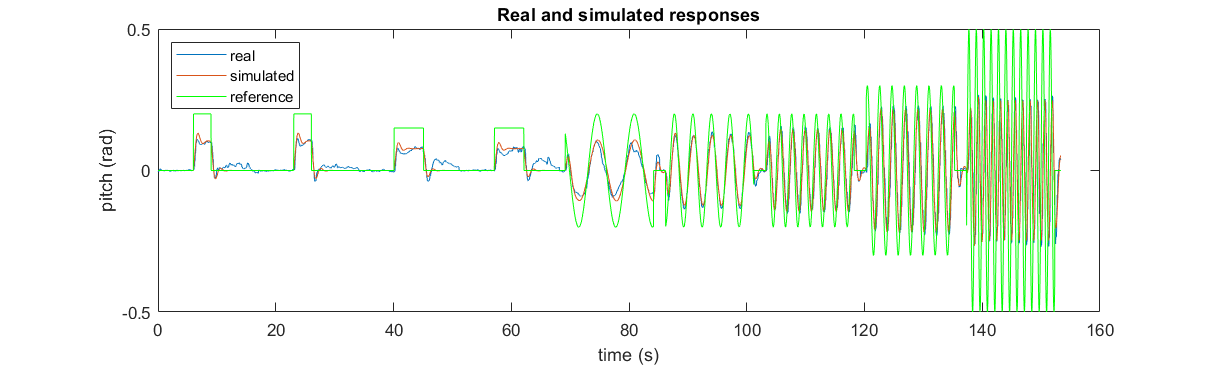 Real and simulated responses
0.5
real
simulated
reference
pitch (rad)
0
-0.5
0 20 40 60 80 100 120 140 160
time (s)